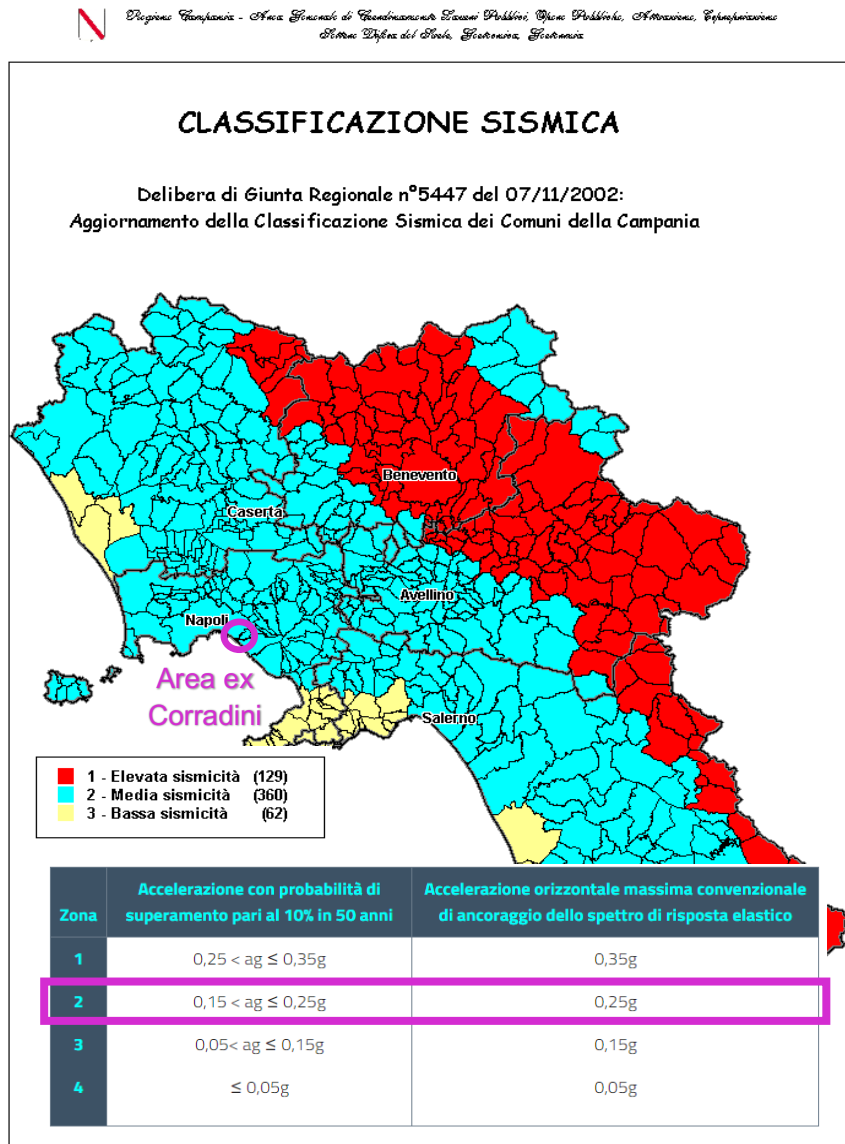 Regione Campania - Area Generale di Coordinamento Lavori Pubblici, Opere Pubbliche, Attuazione, Espropriazione
Settore Difesa del Suolo, Geotecnica, Geotermia
CLASSIFICAZIONE SISMICA
Delibera di Giunta Regionale n°5447 del 07/11/2002:
Aggiornamento della Classificazione Sismica dei Comuni della Campania
Benevento
Caserta
Avellino
Napoli
Area ex
Corradini
Salerno
1 - Elevata sismicità (129)
2 - Media sismicità (360)
3 - Bassa sismicità (62)
Zona
Accelerazione con probabilità di
superamento pari al 10% in 50 anni
Accelerazione orizzontale massima convenzionale
di ancoraggio dello spettro di risposta elastico
1 0,25 < ag ≤ 0,35g 0,35g
2 0,15 < ag ≤ 0,25g 0,25g
3 0,05< ag ≤ 0,15g 0,15g
4 ≤ 0,05g 0,05g